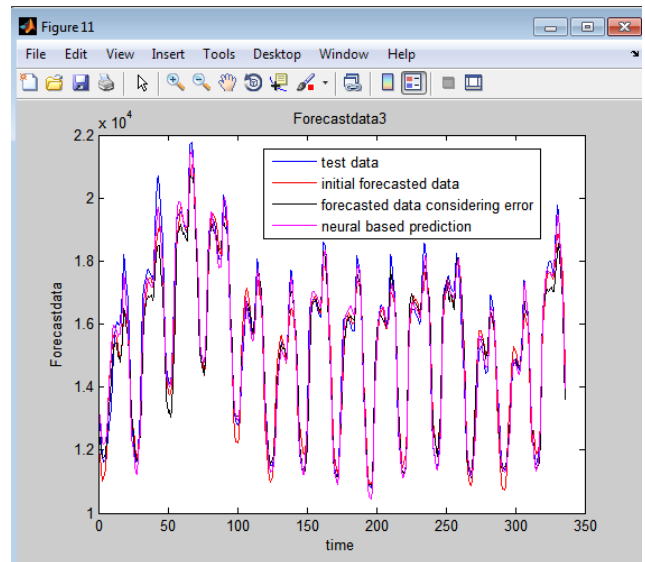 Figure 11
File Edit View Insert Tools Desktop Window Help
Forecastdata3
x 10⁴
2.2
2
1.8
1.6
1.4
1.2
1
Forecastdata
test data
initial forecasted data
forecasted data considering error
neural based prediction
0 50 100 150 200 250 300 350
time